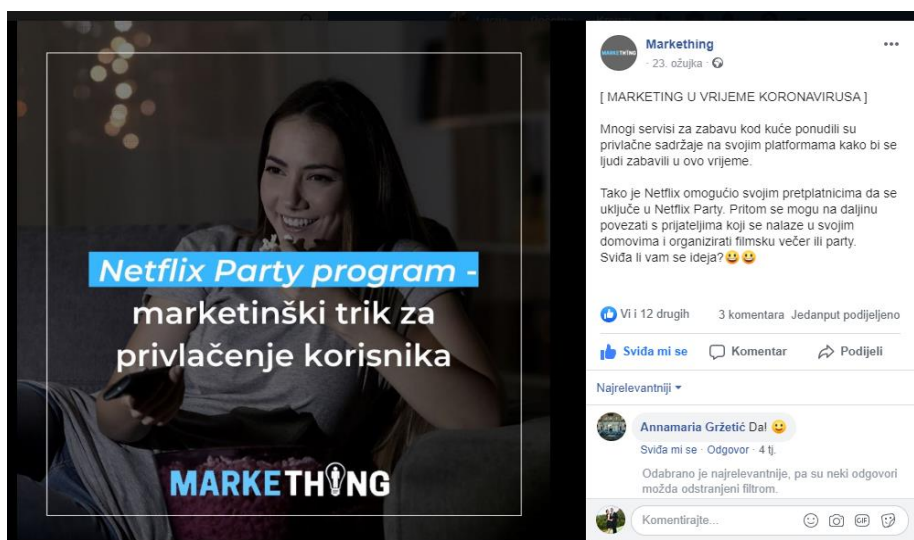 Netflix Party program -
marketinški trik za
privlačenje korisnika
MARKETHING
MARKETHING
Markething
23. ožujka ·
[ MARKETING U VRIJEME KORONAVIRUSA ]
Mnogi servisi za zabavu kod kuće ponudili su
privlačne sadržaje na svojim platformama kako bi se
ljudi zabavili u ovo vrijeme.
Tako je Netflix omogućio svojim pretplatnicima da se
uključe u Netflix Party. Pritom se mogu na daljinu
povezati s prijateljima koji se nalaze u svojim
domovima i organizirati filmsku večer ili party.
Sviđa li vam se ideja?😀😀
Vi i 12 drugih 3 komentara Jedanput podijeljeno
Sviđa mi se Komentar Podijeli
Najrelevantniji
Annamaria Gržetić Da! 🙂
Sviđa mi se · Odgovor · 4 tj.
Odabrano je najrelevantnije, pa su neki odgovori
možda odstranjeni filtrom.
Komentirajte...
GIF